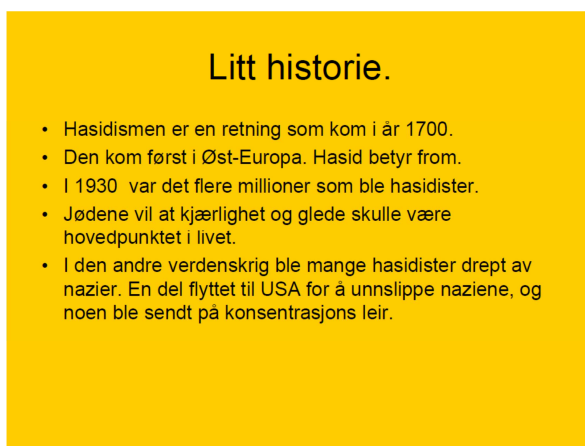 Litt historie.
• Hasidismen er en retning som kom i år 1700.
• Den kom først i Øst-Europa. Hasid betyr from.
• I 1930  var det flere millioner som ble hasidister.
• Jødene vil at kjærlighet og glede skulle være
hovedpunktet i livet.
• I den andre verdenskrig ble mange hasidister drept av
nazier. En del flyttet til USA for å unnslippe naziene, og
noen ble sendt på konsentrasjons leir.